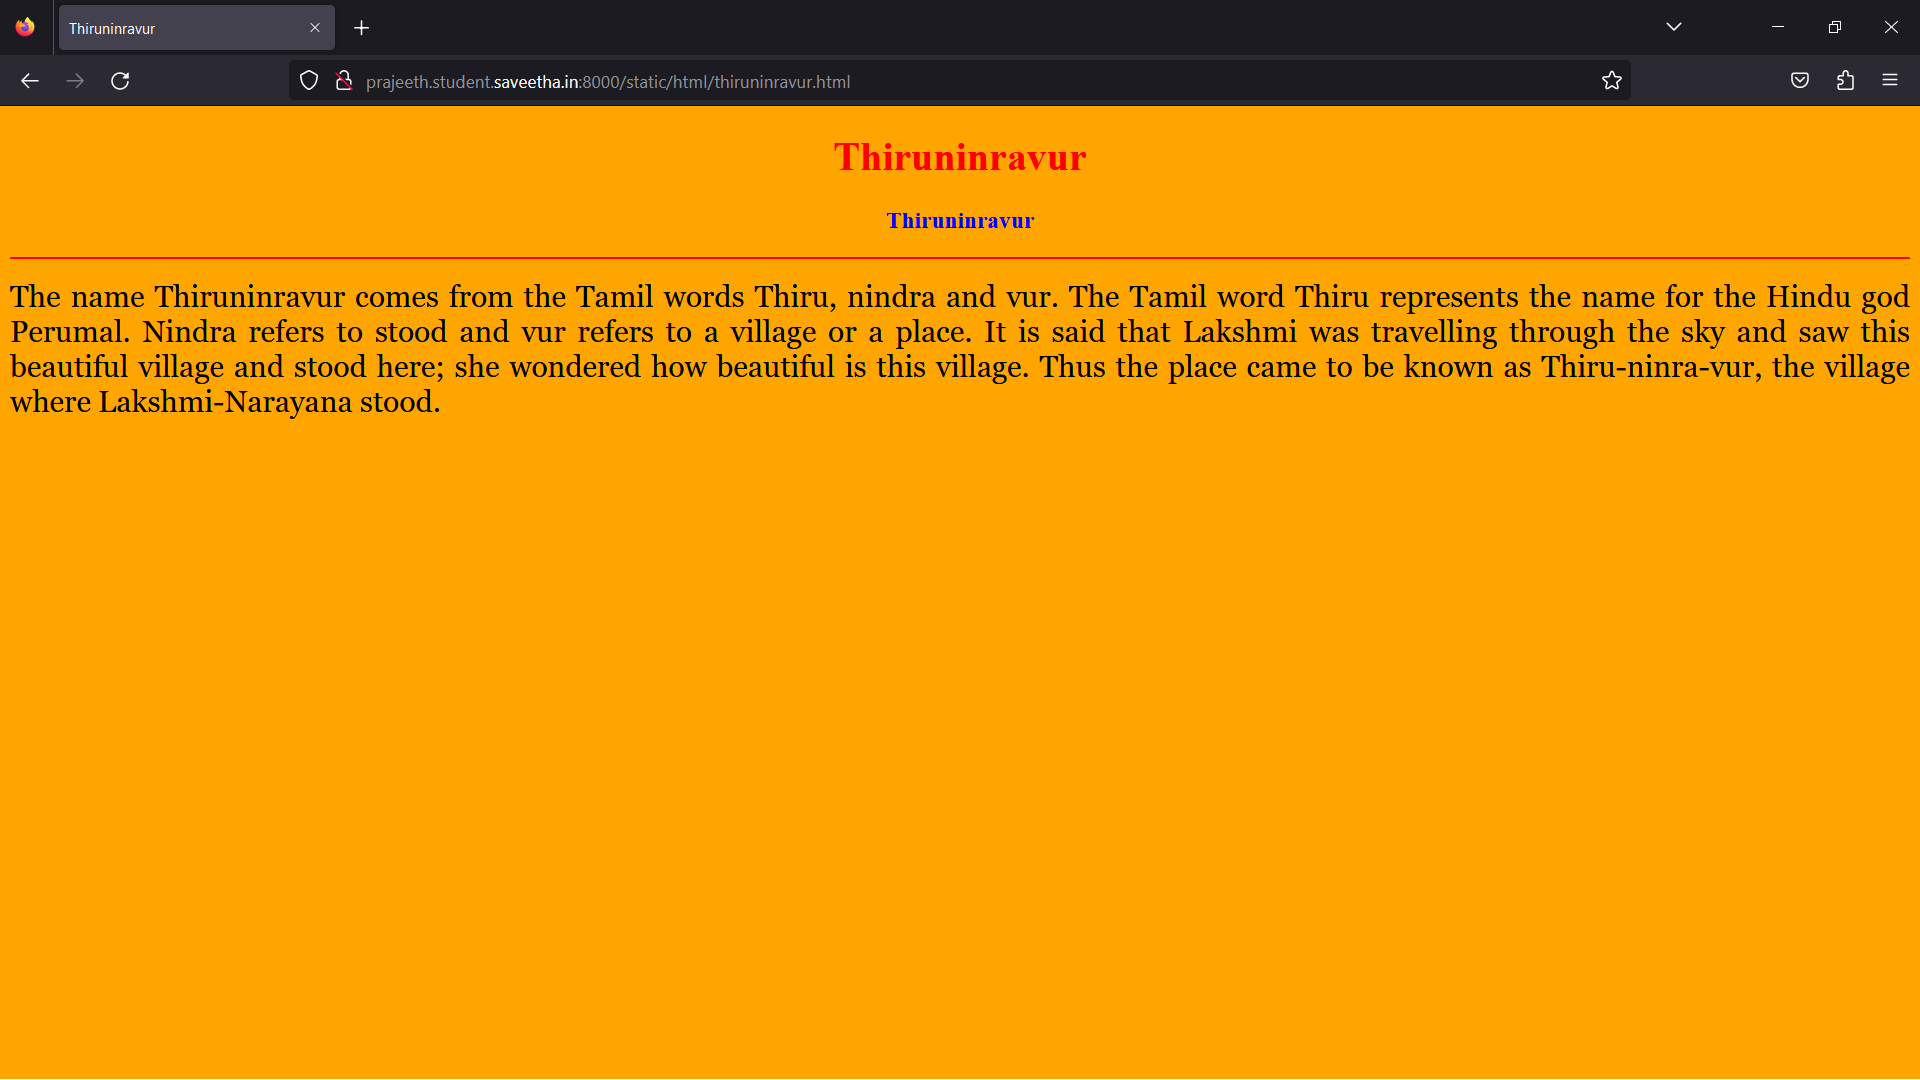 Thiruninravur
prajeeth.student.saveetha.in:8000/static/html/thiruninravur.html
Thiruninravur
Thiruninravur
The name Thiruninravur comes from the Tamil words Thiru, nindra and vur. The Tamil word Thiru represents the name for the Hindu god
Perumal. Nindra refers to stood and vur refers to a village or a place. It is said that Lakshmi was travelling through the sky and saw this
beautiful village and stood here; she wondered how beautiful is this village. Thus the place came to be known as Thiru-ninra-vur, the village
where Lakshmi-Narayana stood.